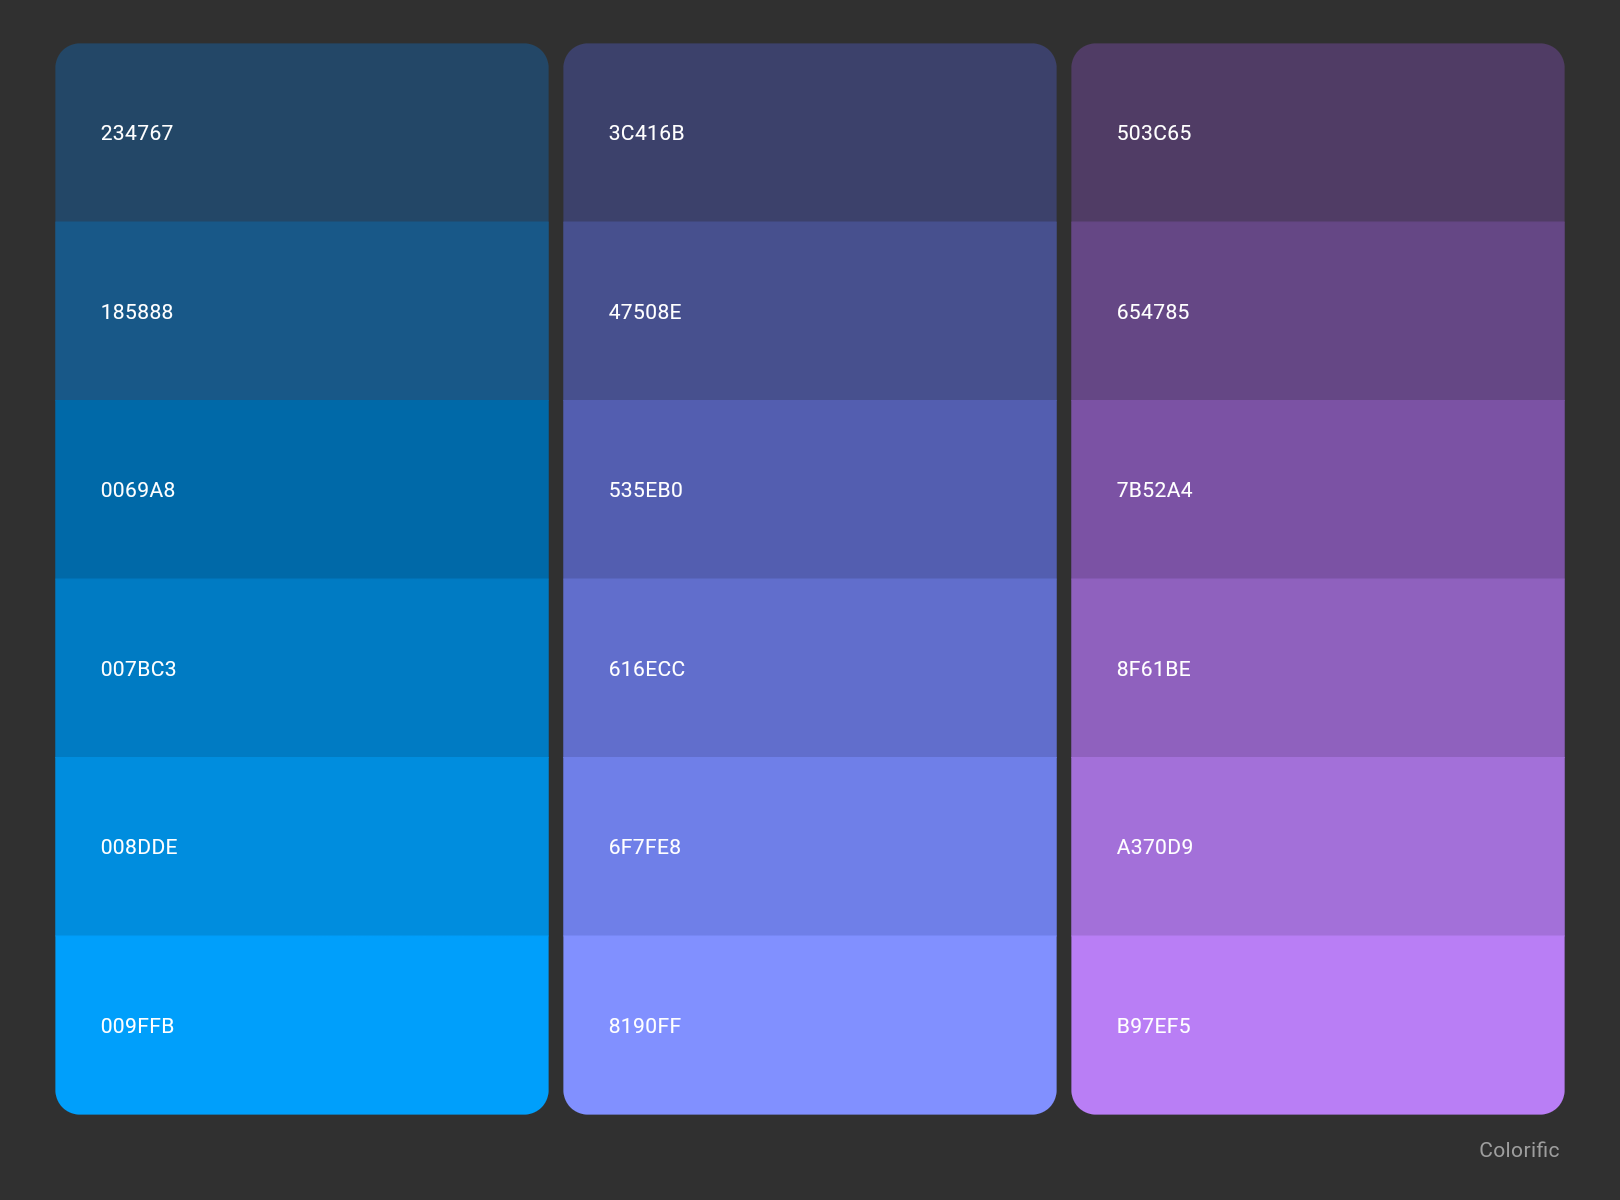 234767
3C416B
503C65
185888
47508E
654785
0069A8
535EB0
7B52A4
007BC3
616ECC
8F61BE
008DDE
6F7FE8
A370D9
009FFB
8190FF
B97EF5
Colorific